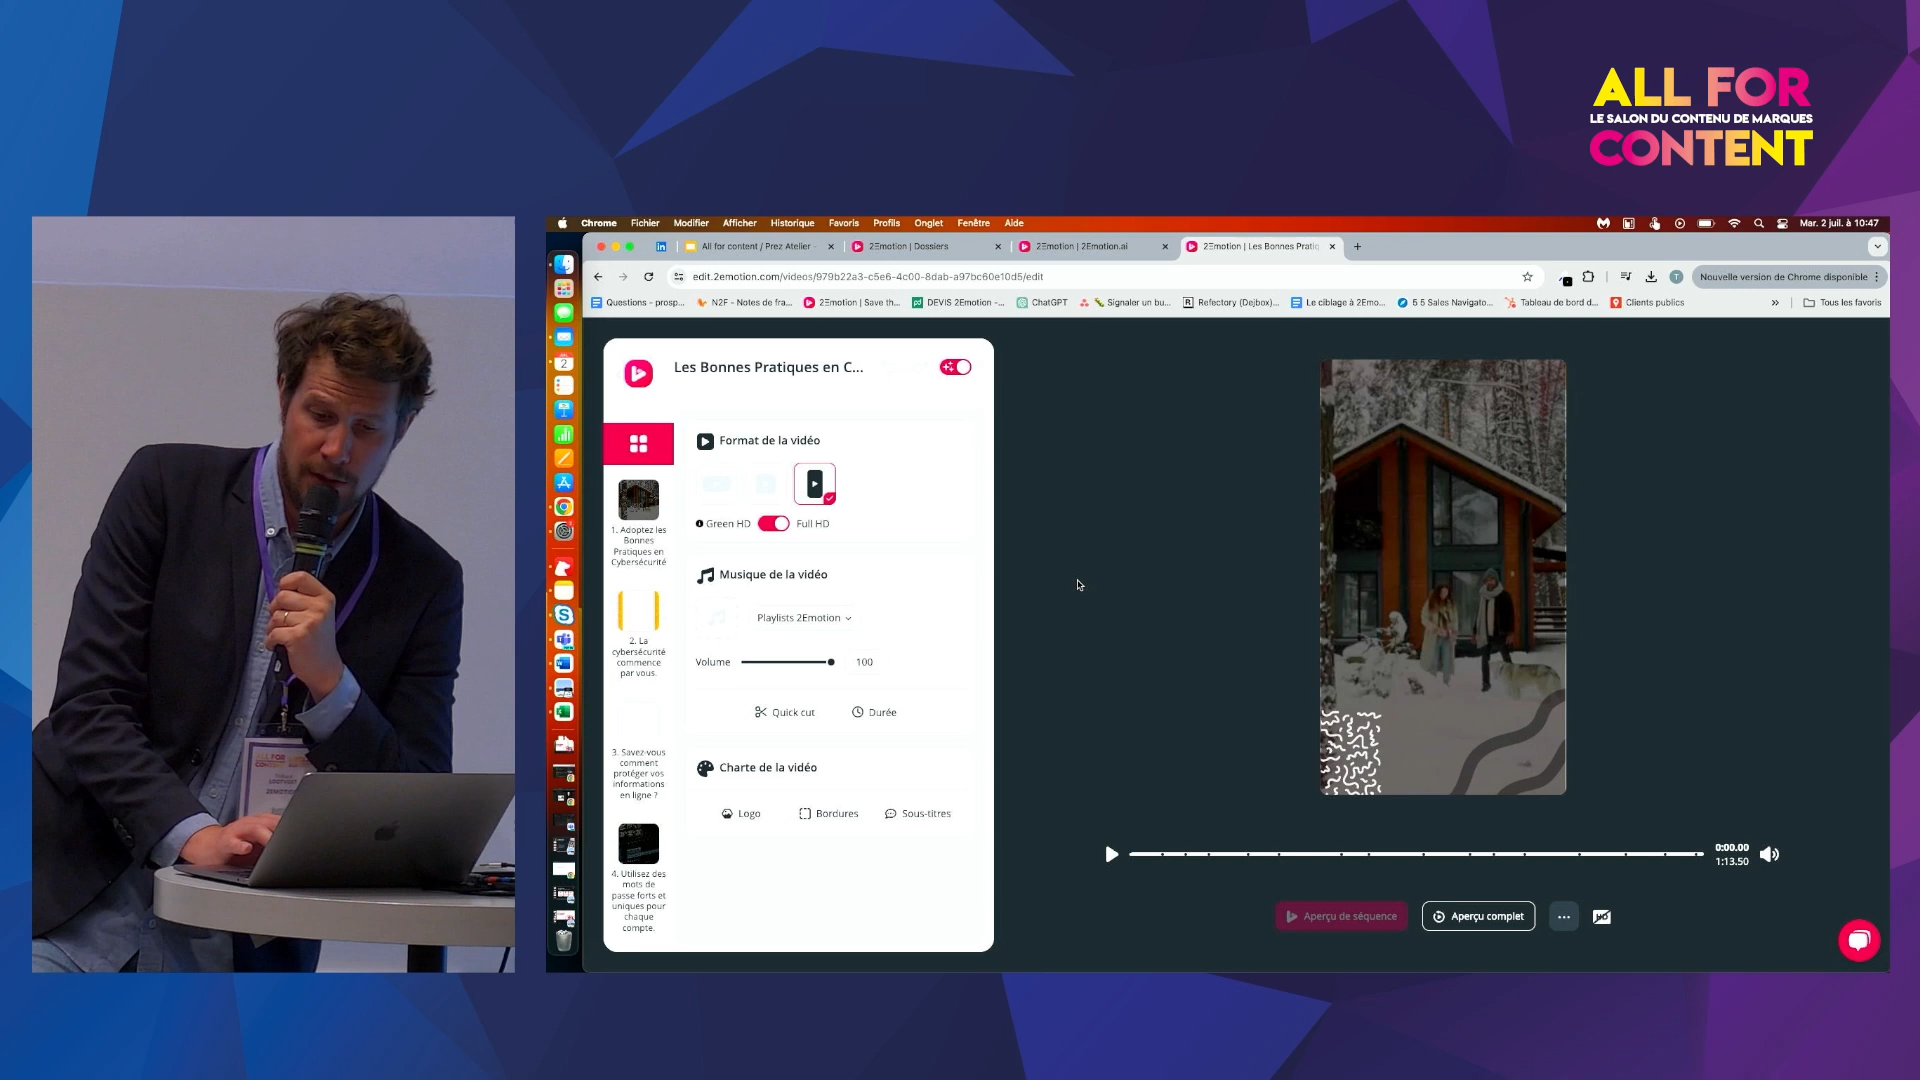 ALL FOR
LE SALON DU CONTENU DE MARQUES
CONTENT
Chrome Fichier Modifier Afficher Historique Favoris Profils Onglet Fenêtre Aide
Mar. 2 juil. à 10:47
All for content / Prez Atelier -
2Emotion | Dossiers
2Emotion | 2Emotion.ai
2Emotion | Les Bonnes Pratiq
edit.2emotion.com/videos/979b22a3-c5e6-4c00-8dab-a97bc60e10d5/edit
Nouvelle version de Chrome disponible
Questions - prosp...
N2F - Notes de fra...
2Emotion | Save th...
DEVIS 2Emotion -...
ChatGPT
Signaler un bu...
Refectory (Dejbox)...
Le ciblage à 2Emo...
5 5 Sales Navigato...
Tableau de bord d...
Clients publics
Tous les favoris
Les Bonnes Pratiques en C...
Format de la vidéo
Green HD
Full HD
Musique de la vidéo
Playlists 2Emotion
Volume
100
Quick cut
Durée
Charte de la vidéo
Logo
Bordures
Sous-titres
1. Adoptez les
Bonnes
Pratiques en
Cybersécurité
2. La
cybersécurité
commence
par vous.
3. Savez-vous
comment
protéger vos
informations
en ligne ?
4. Utilisez des
mots de
passe forts et
uniques pour
chaque
compte.
0:00.00
1:13.50
Aperçu de séquence
Aperçu complet
...
HD
ALL FOR
CONTENT
2EMOTION